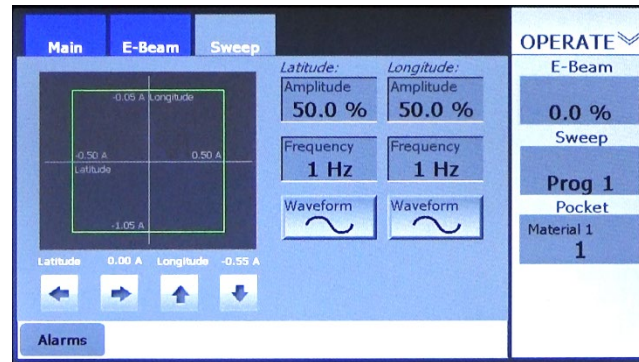 Main
E-Beam
Sweep
OPERATE
E-Beam
0.0 %
Sweep
Prog 1
Pocket
Material 1
1
-0.05 A Longitude
-0.50 A
0.50 A
Latitude
-1.05 A
Latitude 0.00 A Longitude -0.55 A
Latitude:
Longitude:
Amplitude
50.0 %
Amplitude
50.0 %
Frequency
1 Hz
Frequency
1 Hz
Waveform
Waveform
Alarms